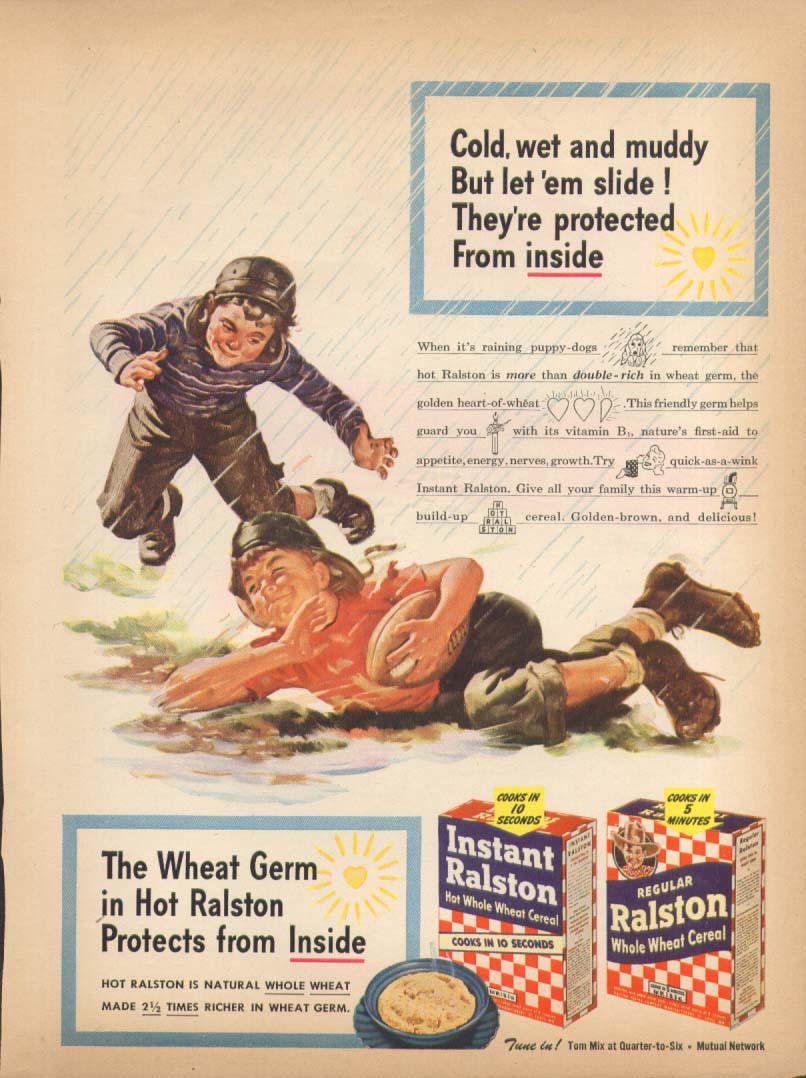 Cold, wet and muddy
But let 'em slide!
They're protected
From inside
When it's raining puppy-dogs remember that
hot Ralston is more than double-rich in wheat germ, the
golden heart-of-wheat. This friendly germ helps
guard you with its vitamin B₁, nature's first-aid to
appetite, energy, nerves, growth. Try quick-as-a-wink
Instant Ralston. Give all your family this warm-up
build-up HOT RALSTON cereal. Golden-brown, and delicious!
COOKS IN
10
SECONDS
Instant
Ralston
Hot Whole Wheat Cereal
COOKS IN 10 SECONDS
INSTANT
RALSTON
COOKS IN
5
MINUTES
REGULAR
Ralston
Whole Wheat Cereal
Regular
Ralston
The Wheat Germ
in Hot Ralston
Protects from Inside
HOT RALSTON IS NATURAL WHOLE WHEAT
MADE 2½ TIMES RICHER IN WHEAT GERM.
Tune in! Tom Mix at Quarter-to-Six • Mutual Network